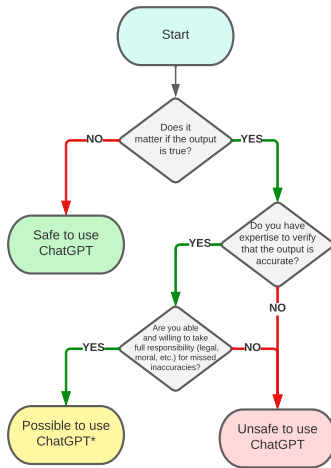 Start
Does it
matter if the output
is true?
NO
YES
Safe to use
ChatGPT
Do you have
expertise to verify
that the output is
accurate?
YES
NO
Are you able
and willing to take
full responsibility (legal,
moral, etc.) for missed
inaccuracies?
YES
NO
Possible to use
ChatGPT*
Unsafe to use
ChatGPT